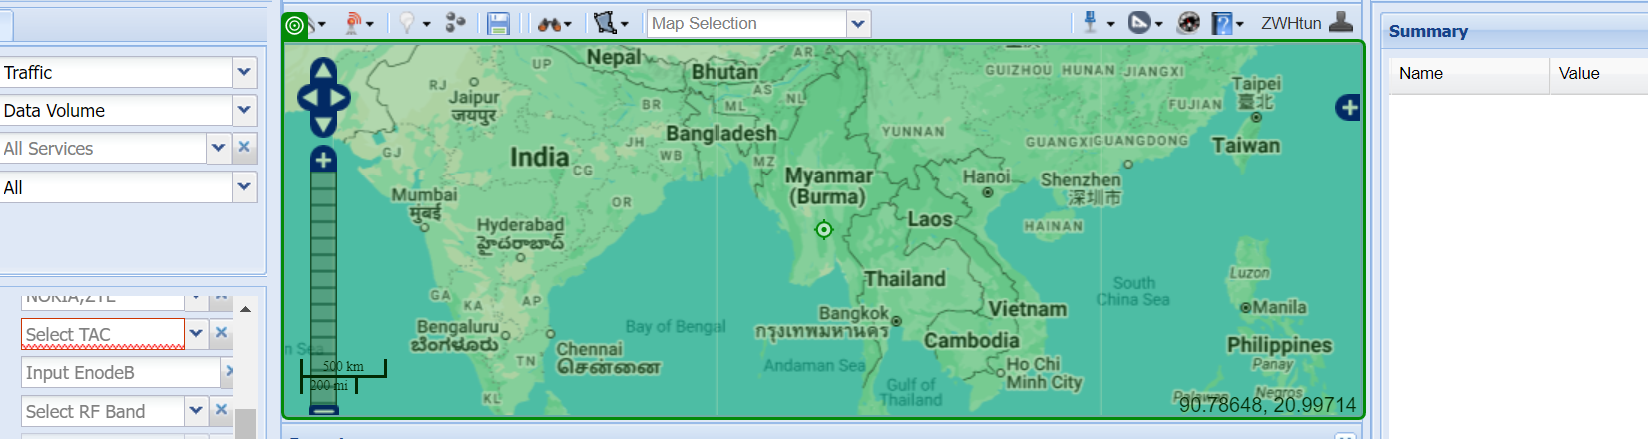 Map Selection
ZWHtun
Traffic
Data Volume
All Services
All
NOKIA,ZTE
Select TAC
Input EnodeB
Select RF Band
Summary
Name Value
Nepal
Bhutan
UP
AR
AS
NL
ML
BR
RJ
Jaipur
जयपुर
Bangladesh
GUIZHOU
HUNAN
JIANGXI
Taipei
臺北
FUJIAN
YUNNAN
GUANGXI
GUANGDONG
Taiwan
GJ
India
JH
WB
CG
MZ
Myanmar
(Burma)
Hanoi
Shenzhen
深圳市
Mumbai
मुंबई
OR
Laos
HAINAN
Hyderabad
హైదరాబాద్
Thailand
Luzon
South
China Sea
GA
KA
AP
Bengaluru
ಬೆಂಗಳೂರು
Bay of Bengal
Bangkok
กรุงเทพมหานคร
Vietnam
Manila
Cambodia
Philippines
Chennai
சென்னை
TN
Andaman Sea
Ho Chi
Minh City
Panay
500 km
200 mi
KL
Gulf of
Thailand
Palawan
Negros
90.78648, 20.99714